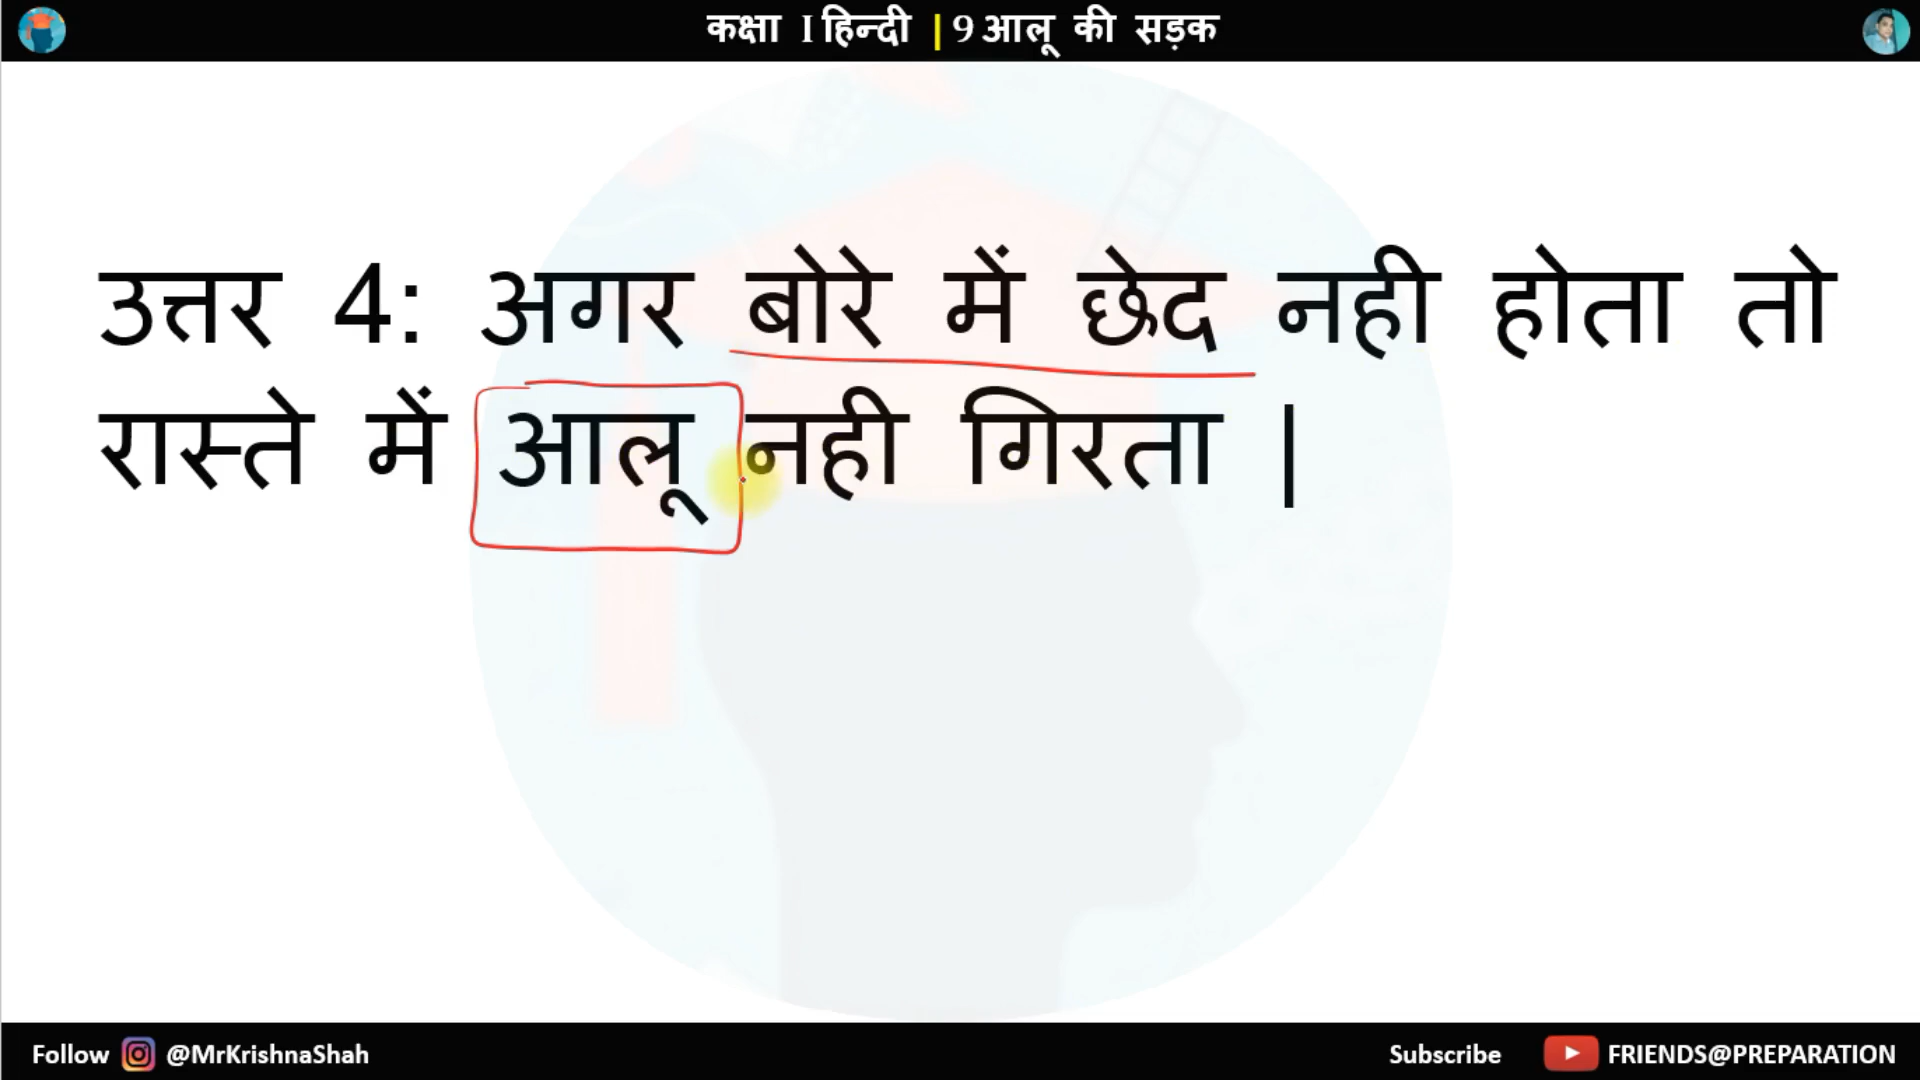 कक्षा I हिन्दी | 9 आलू की सड़क
उत्तर 4: अगर बोरे में छेद नही होता तो
रास्ते में आलू नही गिरता |
Follow @MrKrishnaShah
Subscribe FRIENDS@PREPARATION